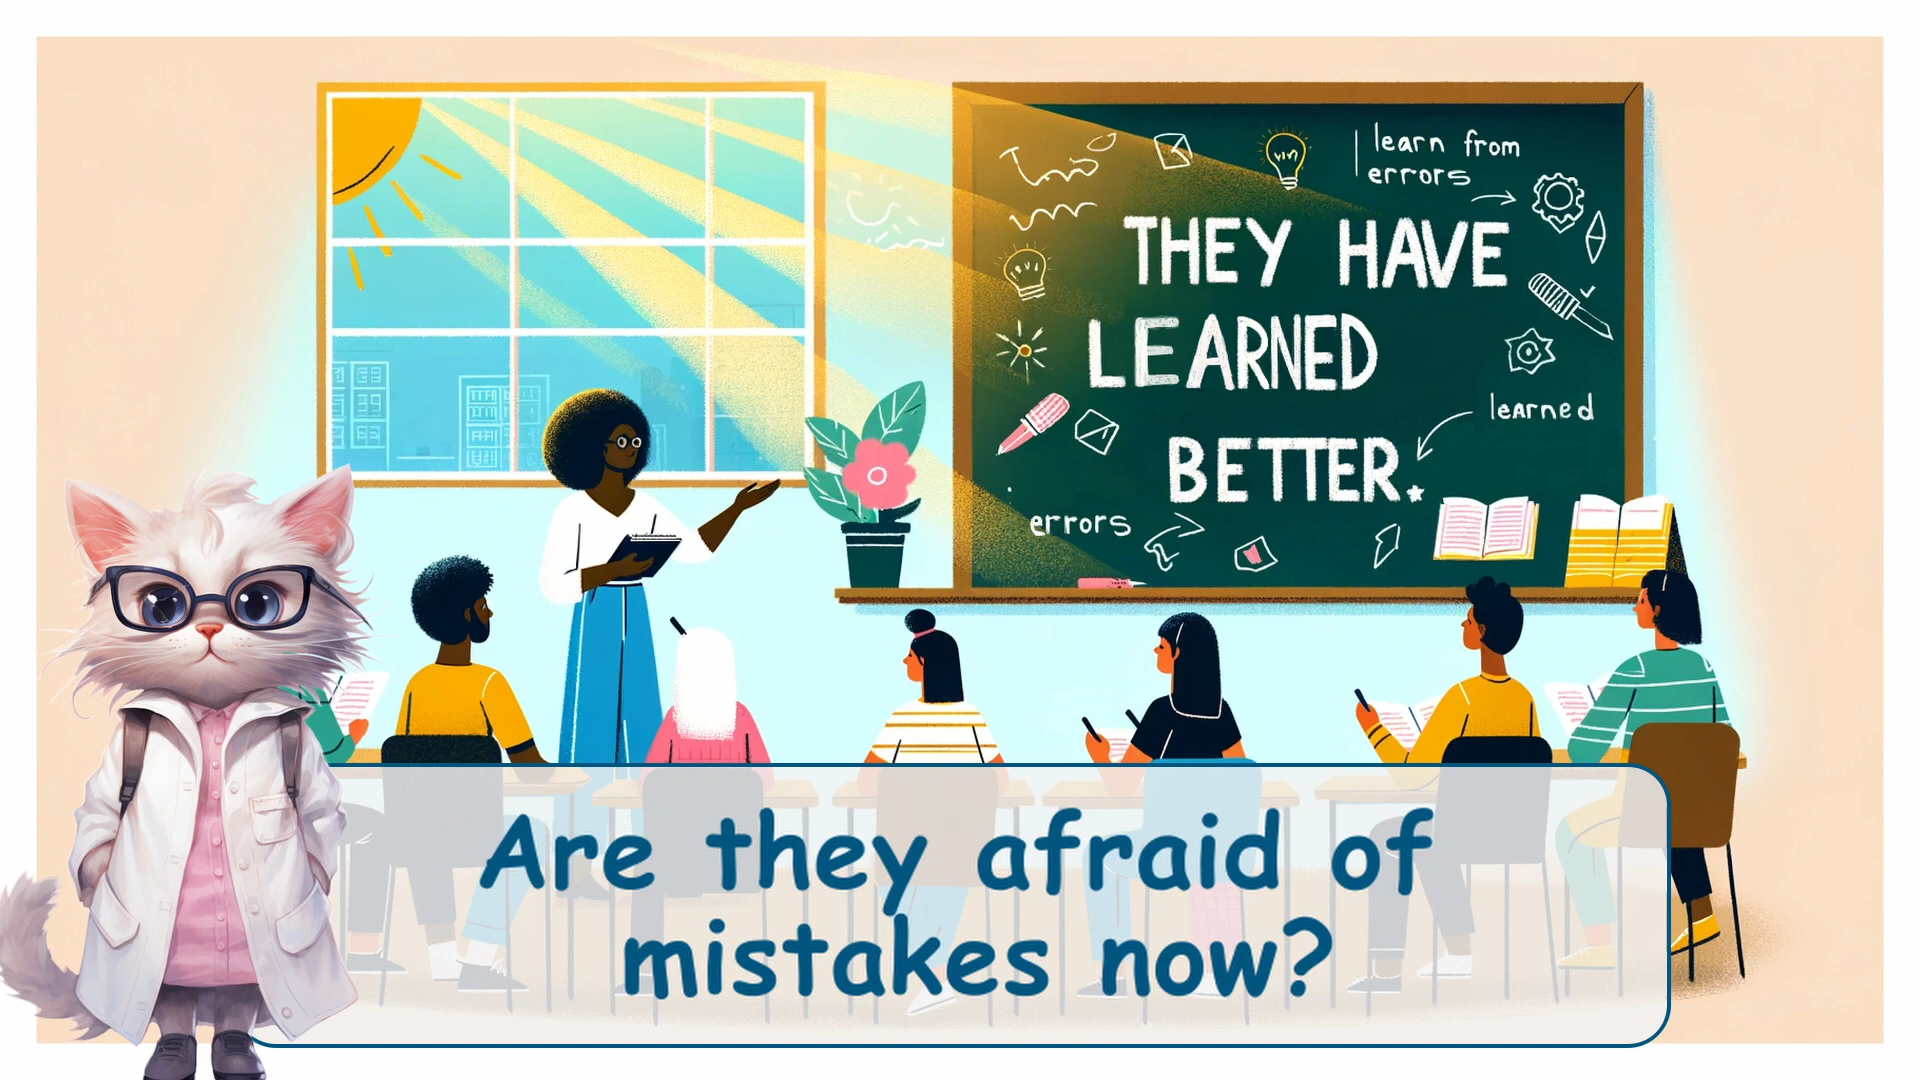 learn from
errors
THEY HAVE
LEARNED
learned
BETTER.
errors
Are they afraid of
mistakes now?